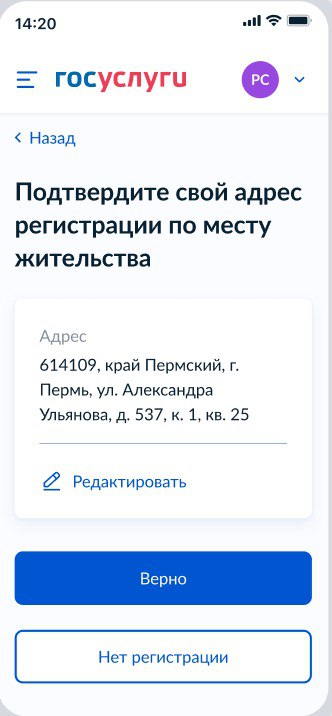 14:20
госуслуги
РС
Назад
Подтвердите свой адрес
регистрации по месту
жительства
Адрес
614109, край Пермский, г.
Пермь, ул. Александра
Ульянова, д. 537, к. 1, кв. 25
Редактировать
Верно
Нет регистрации